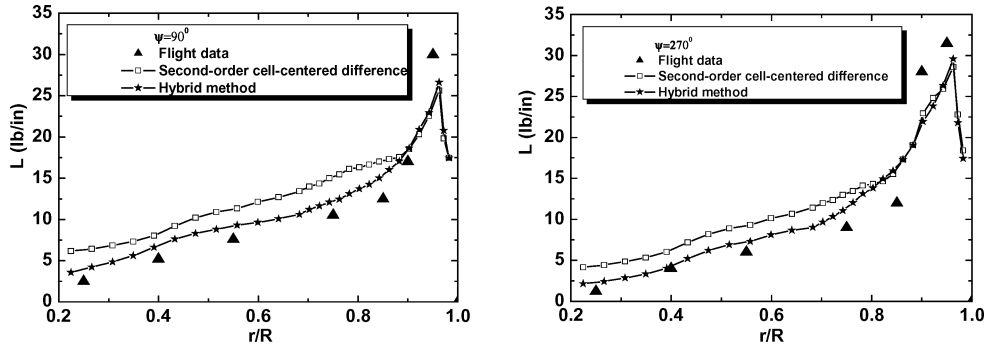 35
30
25
20
15
10
5
0
L (lb/in)
ψ=90⁰
Flight data
Second-order cell-centered difference
Hybrid method
0.2 0.4 0.6 0.8 1.0
r/R
35
30
25
20
15
10
5
0
L (lb/in)
ψ=270⁰
Flight data
Second-order cell-centered difference
Hybrid method
0.2 0.4 0.6 0.8 1.0
r/R